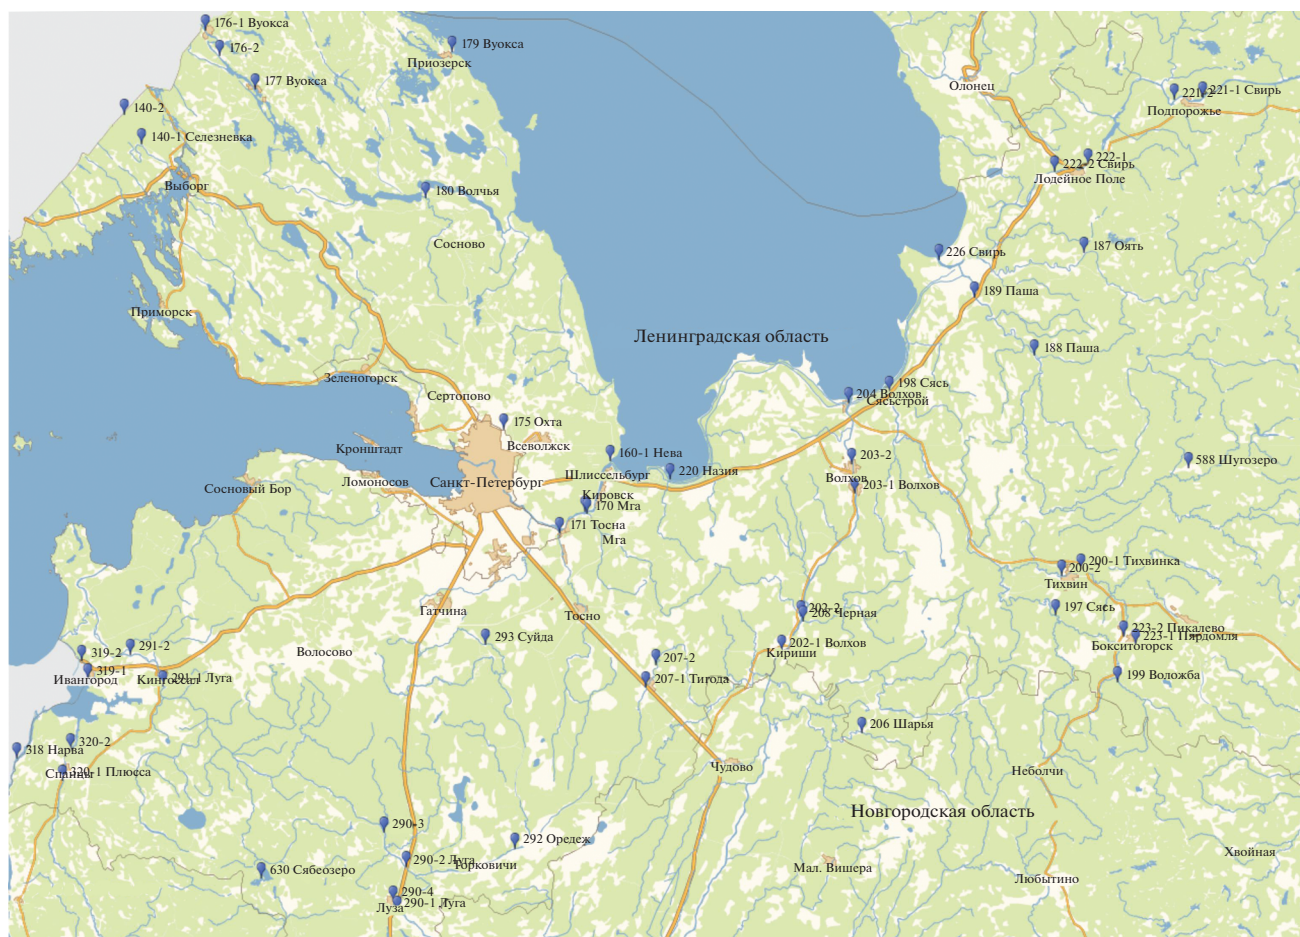 176-1 Вуокса
176-2
179 Вуокса
Приозерск
177 Вуокса
Олонец
221-2
221-1 Свирь
Подпорожье
140-2
140-1 Селезневка
222-1
222-2 Свирь
Лодейное Поле
Выборг
180 Волчья
Сосново
187 Оять
226 Свирь
189 Паша
Приморск
Ленинградская область
188 Паша
Зеленогорск
198 Сясь
204 Волхов
Сясьстрой
Сертолово
175 Охта
Всеволжск
Кронштадт
160-1 Нева
203-2
588 Шугозеро
Шлиссельбург
220 Назия
Волхов
203-1 Волхов
Сосновый Бор
Ломоносов
Санкт-Петербург
Кировск
170 Мга
171 Тосна
Мга
200-1 Тихвинка
200-2
Тихвин
Гатчина
Тосно
202-2
208 Черная
197 Сясь
223-2 Пикалево
223-1 Пярдомля
Бокситогорск
293 Суйда
202-1 Волхов
Кириши
291-2
319-2
Волосово
207-2
319-1
Ивангород
Кингосеап
291-1 Луга
207-1 Тигода
199 Воложба
206 Шарья
320-2
318 Нарва
320-1 Плюсса
Спанцы
Чудово
Неболчи
Новгородская область
290-3
292 Оредеж
290-2 Луга
Торковичи
630 Сябеозеро
Мал. Вишера
Хвойная
Любытино
290-4
290-1 Луга
Луза